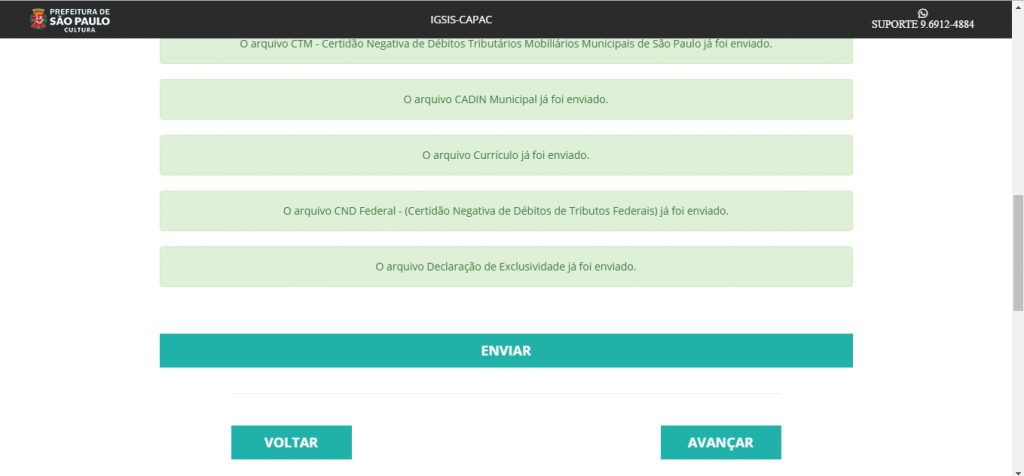 PREFEITURA DE
SÃO PAULO
CULTURA
IGSIS-CAPAC
SUPORTE 9.6912-4884
O arquivo CTM - Certidão Negativa de Débitos Tributários Mobiliários Municipais de São Paulo já foi enviado.
O arquivo CADIN Municipal já foi enviado.
O arquivo Currículo já foi enviado.
O arquivo CND Federal - (Certidão Negativa de Débitos de Tributos Federais) já foi enviado.
O arquivo Declaração de Exclusividade já foi enviado.
ENVIAR
VOLTAR
AVANÇAR